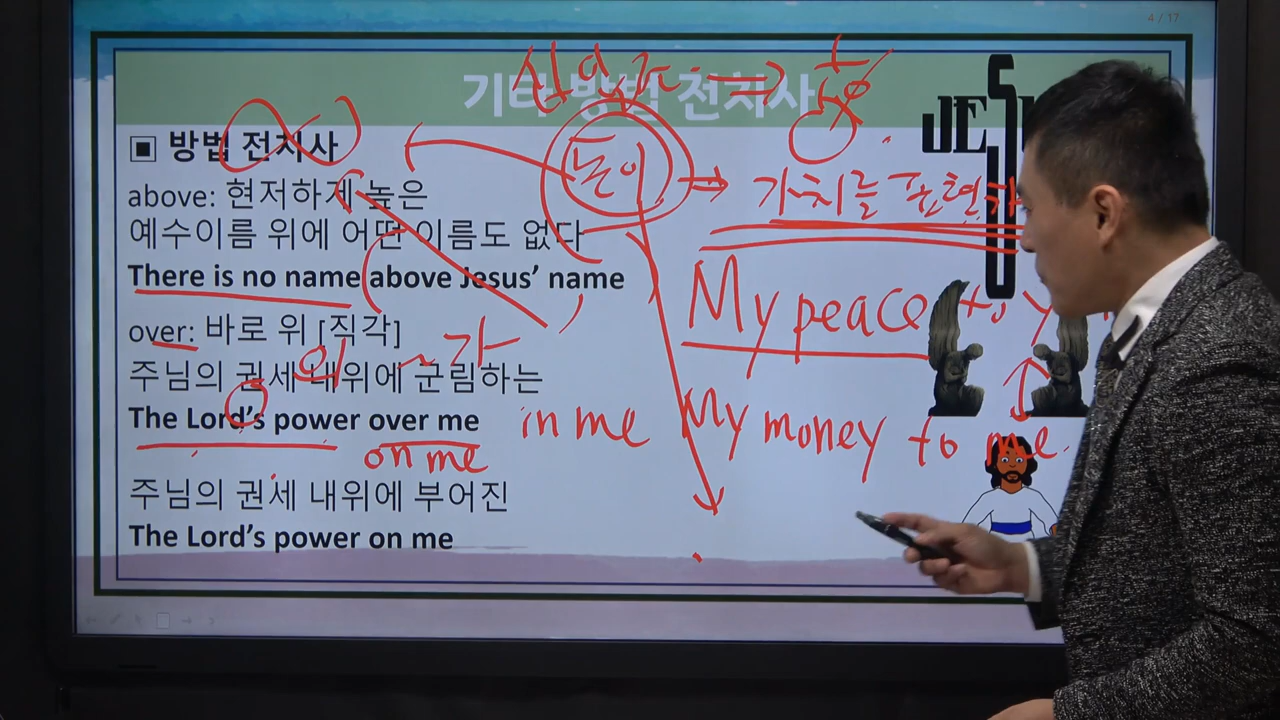 4 / 17
기타 방법 전치사
십일조
JES
▣ 방법 전치사
above: 현저하게 높은
예수이름 위에 어떤 이름도 없다
There is no name above Jesus' name
over: 바로 위 [직각]
주님의 권세 내위에 군림하는
The Lord's power over me
주님의 권세 내위에 부어진
The Lord's power on me
눈이
가치를 표현
My peace to y
in me
My money to me.
on me